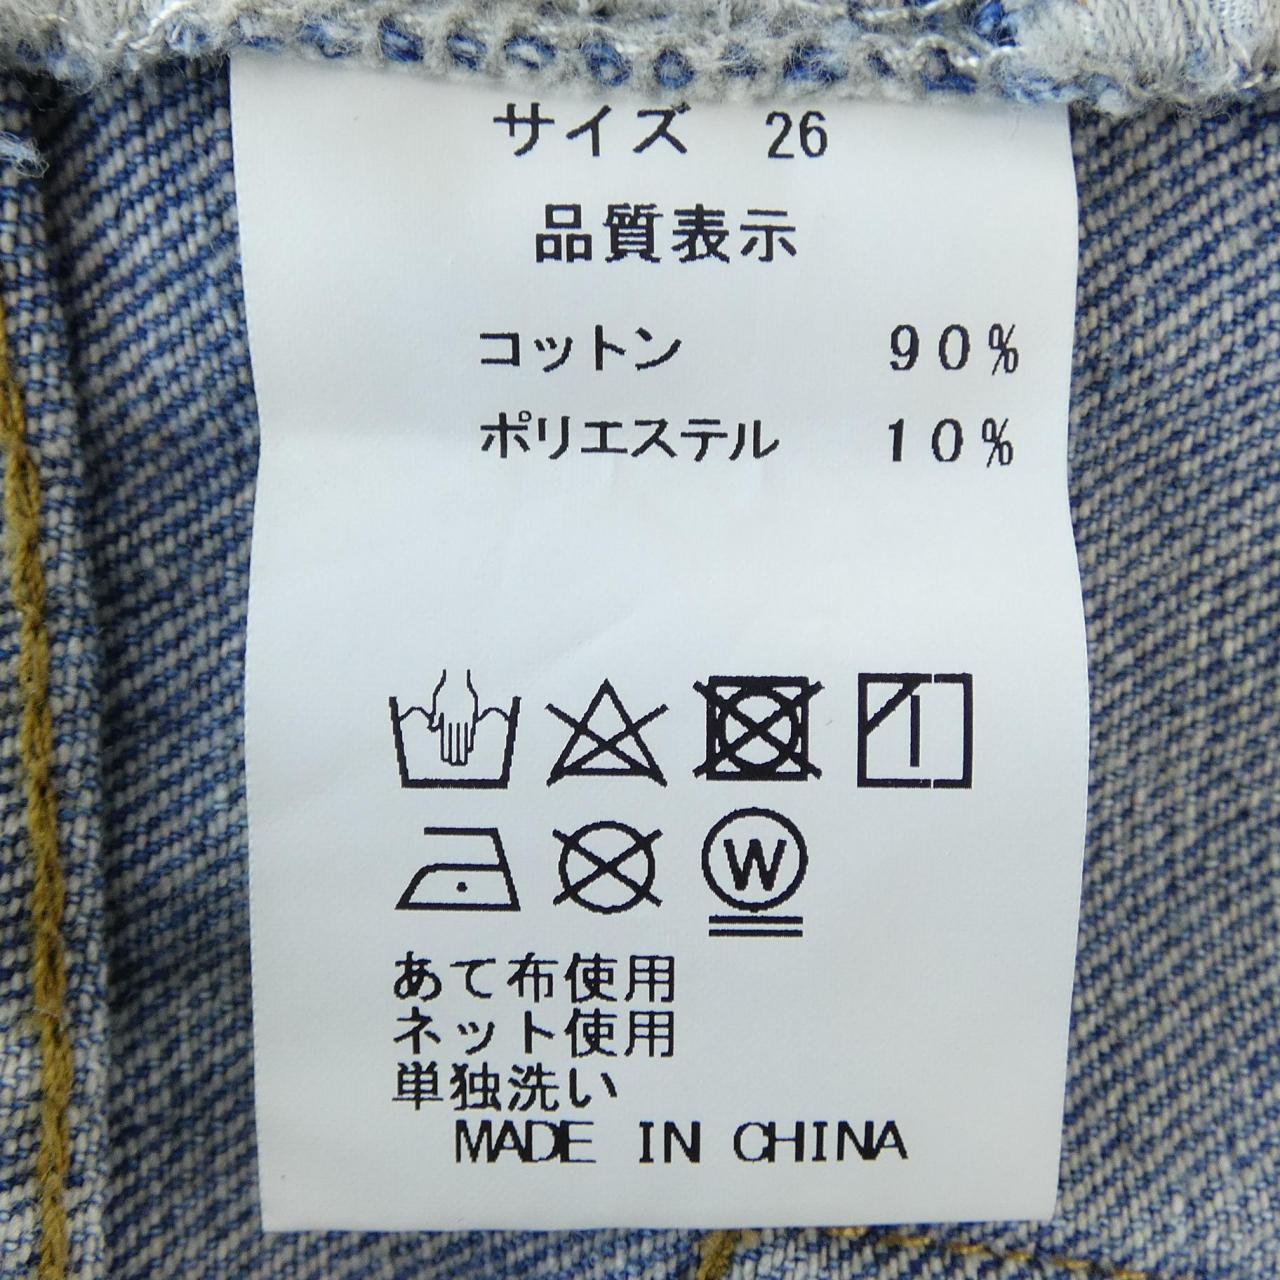 サイズ 26
品質表示
コットン 90%
ポリエステル 10%
W
あて布使用
ネット使用
単独洗い
MADE IN CHINA